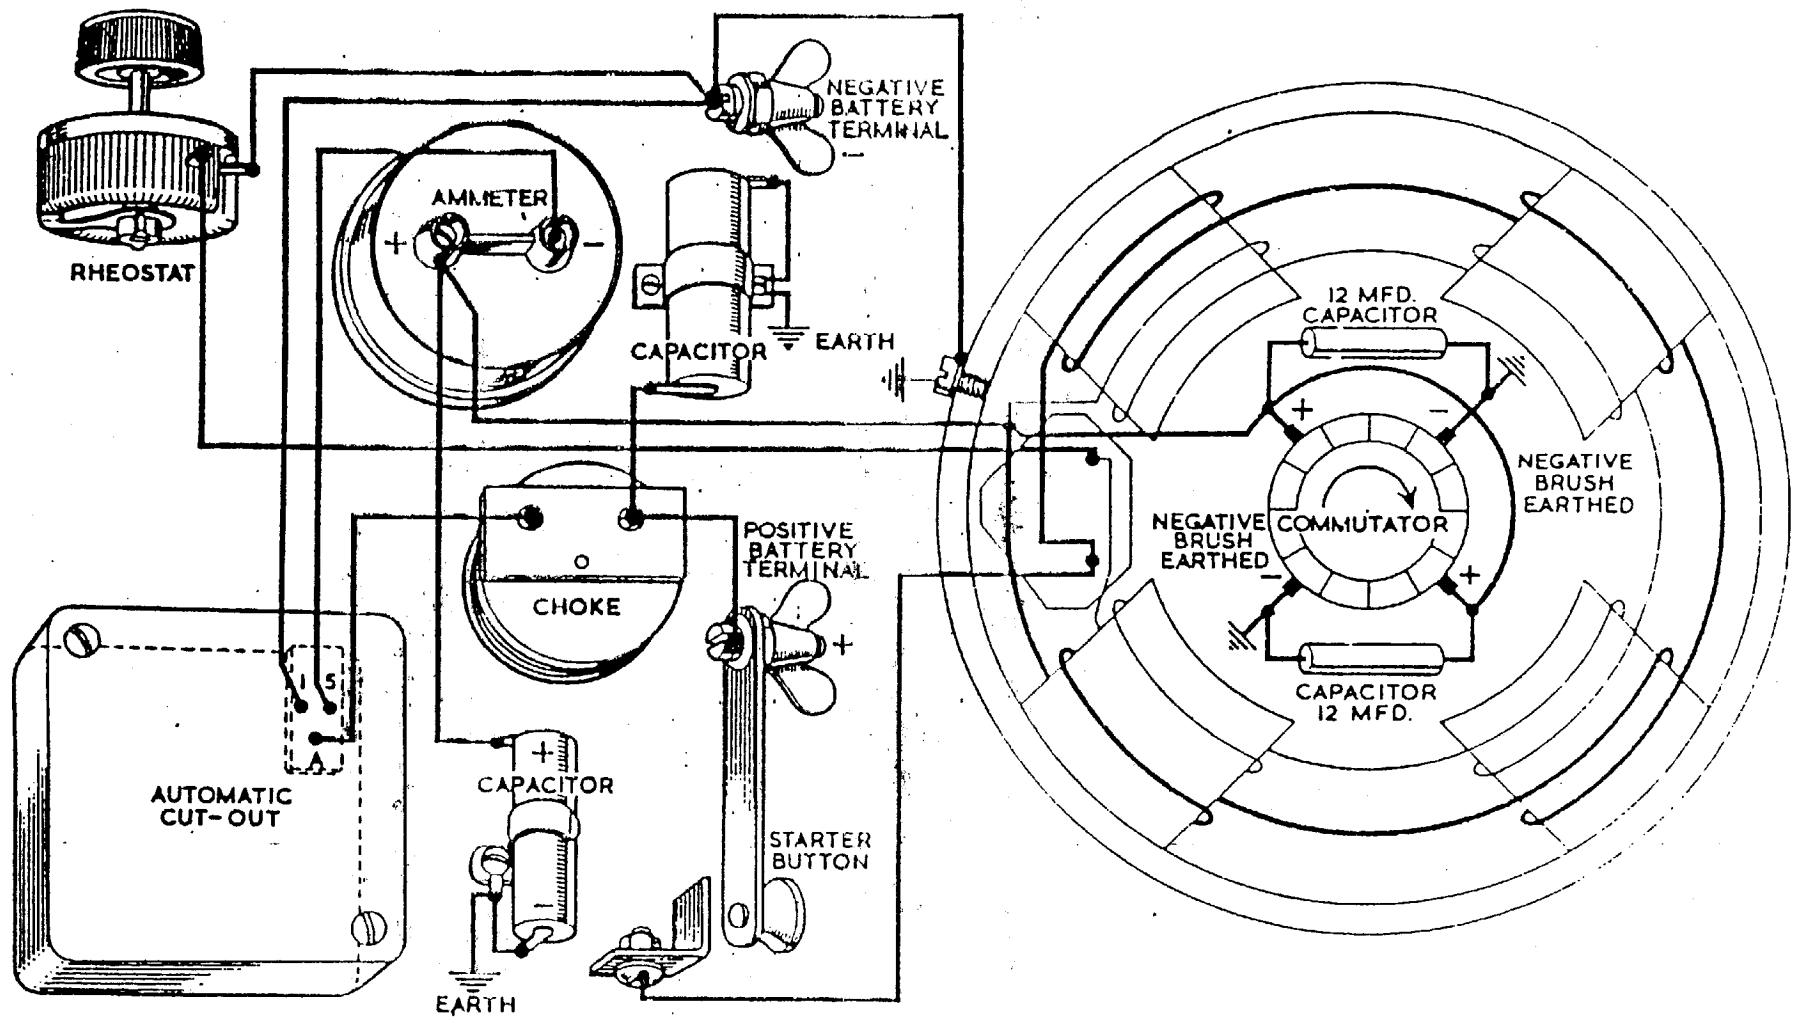 RHEOSTAT
AMMETER
+
−
NEGATIVE
BATTERY
TERMINAL
−
CAPACITOR
EARTH
12 MFD.
CAPACITOR
+
−
NEGATIVE
BRUSH
EARTHED
COMMUTATOR
NEGATIVE
BRUSH
EARTHED
−
+
CAPACITOR
12 MFD.
CHOKE
POSITIVE
BATTERY
TERMINAL
+
1 5
A
AUTOMATIC
CUT-OUT
+
CAPACITOR
−
EARTH
STARTER
BUTTON